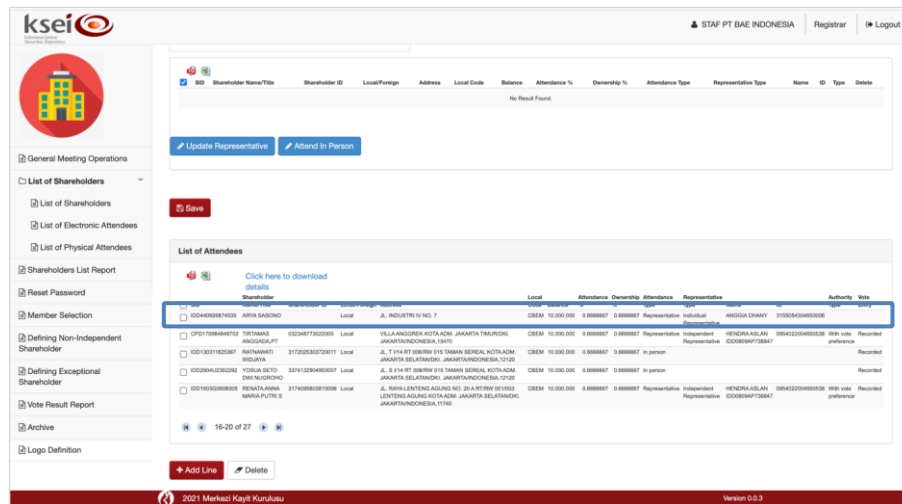 ksei
Indonesia Central
Securities Depository
STAF PT BAE INDONESIA
Registrar
Logout
General Meeting Operations
List of Shareholders
List of Shareholders
List of Electronic Attendees
List of Physical Attendees
Shareholders List Report
Reset Password
Member Selection
Defining Non-Independent
Shareholder
Defining Exceptional
Shareholder
Vote Result Report
Archive
Logo Definition
SID Shareholder Name/Title Shareholder ID Local/Foreign Address Local Code Balance Attendance % Ownership % Attendance Type Representative Type Name ID Type Delete
No Result Found.
Update Representative
Attend In Person
Save
List of Attendees
Click here to download
details
Shareholder Local Attendance Ownership Attendance Representative Authority Vote
IDD440926874535 ARYA SASONO Local JL. INDUSTRI IV NO. 7 CBEM 10.000.000 0.6666667 0.6666667 Representative Individual ANGGA DHANY 3155054304650006
Representative
CPD170984849702 TIRTAMAS 032348773022000 Local VILLA ANGGREK KOTA ADM. JAKARTA TIMUR/DKI. CBEM 10.000.000 0.6666667 0.6666667 Representative Independent HENDRA ASLAN 0954022004650538 With vote Recorded
ANGGADA,PT JAKARTA/INDONESIA,13470 Representative IDD0809AP736847 preference
IDD130311825367 RATNAWATI 3172025303720011 Local JL. T I/14 RT 006/RW 015 TAMAN SEREAL KOTA ADM. CBEM 10.000.000 0.6666667 0.6666667 In person Recorded
WIDJAYA JAKARTA SELATAN/DKI. JAKARTA/INDONESIA,12120
IDD2904U2302292 YOSUA SETO 3374132904900007 Local JL. S I/14 RT 006/RW 015 TAMAN SEREAL KOTA ADM. CBEM 10.000.000 0.6666667 0.6666667 In person Recorded
DWI NUGROHO JAKARTA SELATAN/DKI. JAKARTA/INDONESIA,12120
IDD1603G0808305 RENATA ANNA 3174095603810006 Local JL. RAYA LENTENG AGUNG NO. 20 A RT/RW 001/003 CBEM 10.000.000 0.6666667 0.6666667 Representative Independent HENDRA ASLAN 0954022004650538 With vote Recorded
MARIA PUTRI S LENTENG AGUNG KOTA ADM. JAKARTA SELATAN/DKI. Representative IDD0809AP736847 preference
JAKARTA/INDONESIA,11740
16-20 of 27
Add Line
Delete
2021 Merkezi Kayit Kurulusu
Version 0.0.3